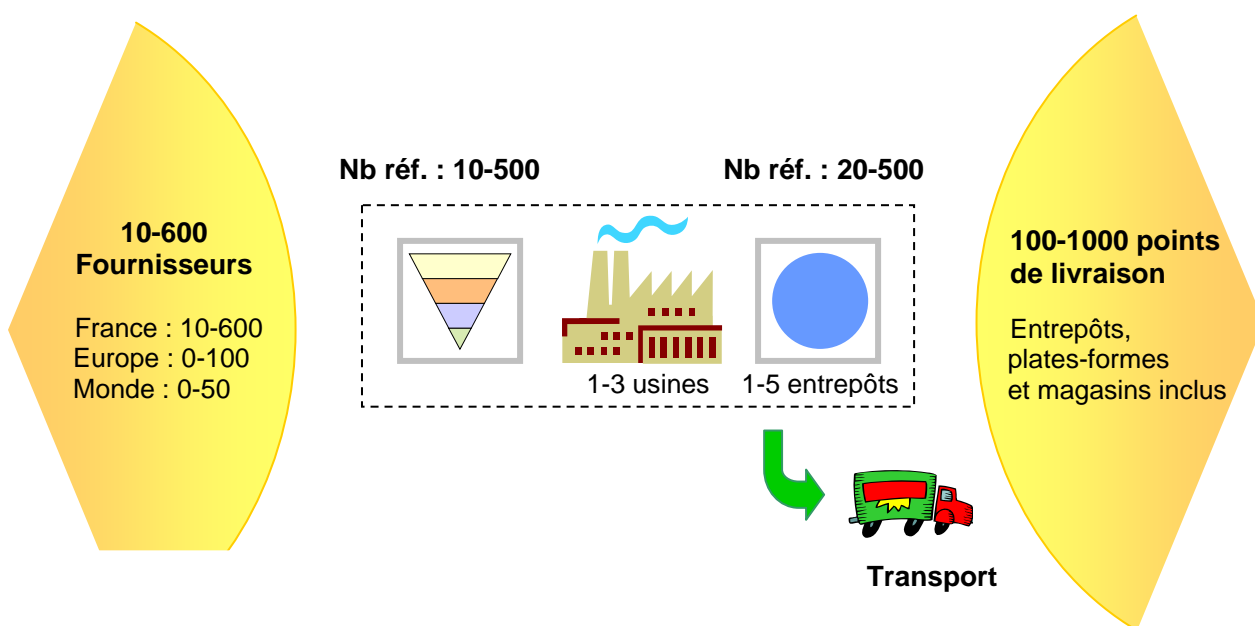 10-600
Fournisseurs
France : 10-600
Europe : 0-100
Monde : 0-50
Nb réf. : 10-500
Nb réf. : 20-500
1-3 usines
1-5 entrepôts
Transport
100-1000 points
de livraison
Entrepôts,
plates-formes
et magasins inclus